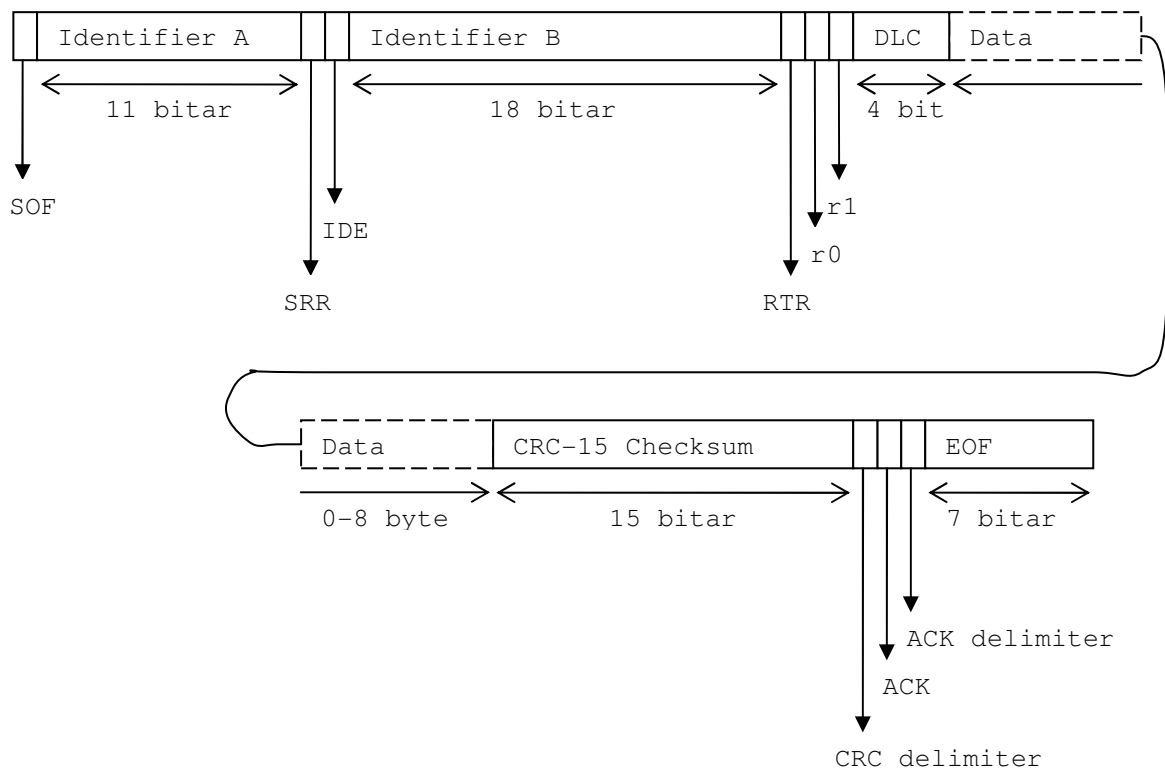 Identifier A Identifier B DLC Data
11 bitar 18 bitar 4 bit
SOF r1
IDE
r0
SRR RTR
Data CRC-15 Checksum EOF
0-8 byte 15 bitar 7 bitar
ACK delimiter
ACK
CRC delimiter